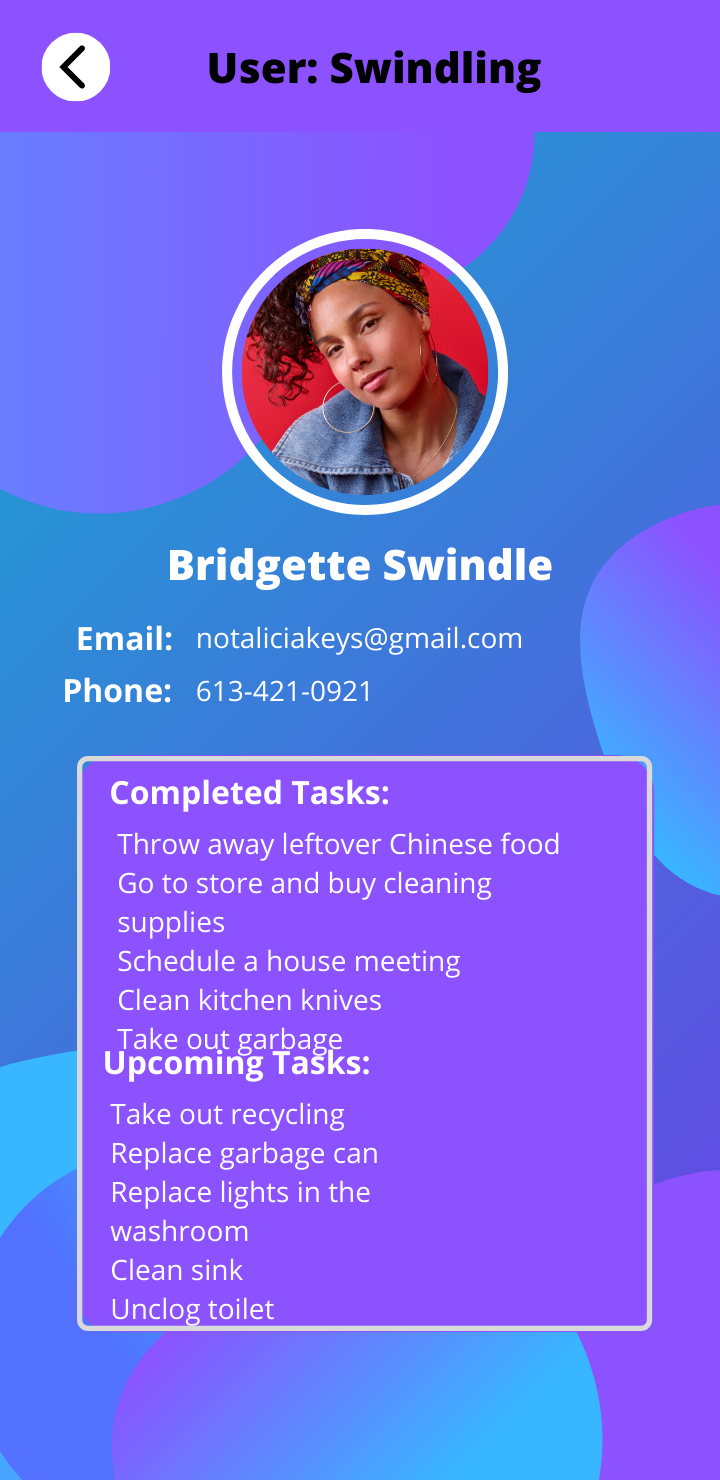 User: Swindling
Bridgette Swindle
Email: notaliciakeys@gmail.com
Phone: 613-421-0921
Completed Tasks:
Throw away leftover Chinese food
Go to store and buy cleaning
supplies
Schedule a house meeting
Clean kitchen knives
Take out garbage
Upcoming Tasks:
Take out recycling
Replace garbage can
Replace lights in the
washroom
Clean sink
Unclog toilet